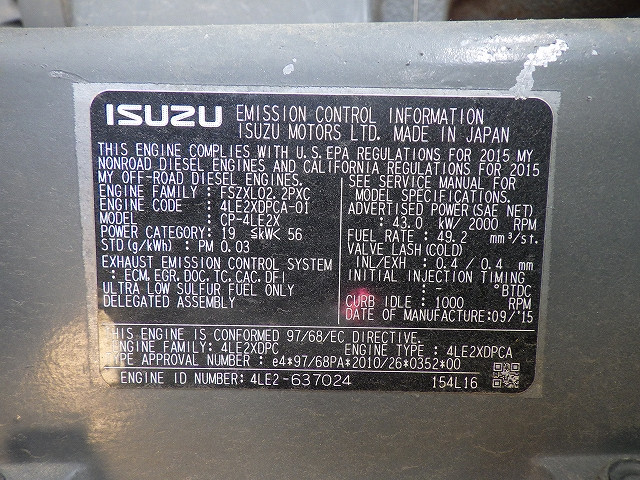 ISUZU EMISSION CONTROL INFORMATION
ISUZU MOTORS LTD. MADE IN JAPAN
THIS ENGINE COMPLIES WITH U.S.EPA REGULATIONS FOR 2015 MY
NONROAD DIESEL ENGINES AND CALIFORNIA REGULATIONS FOR 2015
MY OFF-ROAD DIESEL ENGINES.
ENGINE FAMILY : FSZXL02.2PXC
ENGINE CODE : 4LE2XDPCA-01
MODEL : CP-4LE2X
POWER CATEGORY: 19 ≦kW< 56
STD (g/kWh) : PM 0.03
EXHAUST EMISSION CONTROL SYSTEM
: ECM,EGR,DOC,TC,CAC,DFI
ULTRA LOW SULFUR FUEL ONLY
DELEGATED ASSEMBLY
SEE SERVICE MANUAL FOR
MODEL SPECIFICATIONS.
ADVERTISED POWER(SAE NET)
: 43.0 kW/ 2000 RPM
FUEL RATE : 49.2 mm³/st.
VALVE LASH(COLD)
INL/EXH : 0.4 / 0.4 mm
INITIAL INJECTION TIMING
: - °BTDC
CURB IDLE : 1000 RPM
DATE OF MANUFACTURE:09/'15
THIS ENGINE IS CONFORMED 97/68/EC DIRECTIVE.
ENGINE FAMILY: 4LE2XDPC ENGINE TYPE: 4LE2XDPCA
TYPE APPROVAL NUMBER : e4*97/68PA*2010/26*0352*00
ENGINE ID NUMBER: 4LE2-637024 154L16